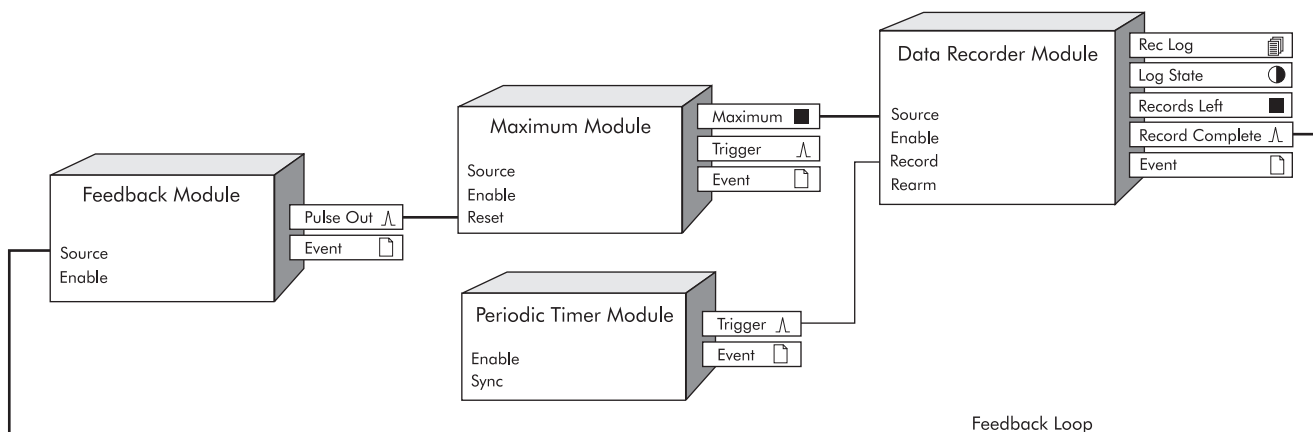 Data Recorder Module
Source
Enable
Record
Rearm
Rec Log
Log State
Records Left
Record Complete
Event
Maximum Module
Source
Enable
Reset
Maximum
Trigger
Event
Feedback Module
Source
Enable
Pulse Out
Event
Periodic Timer Module
Enable
Sync
Trigger
Event
Feedback Loop